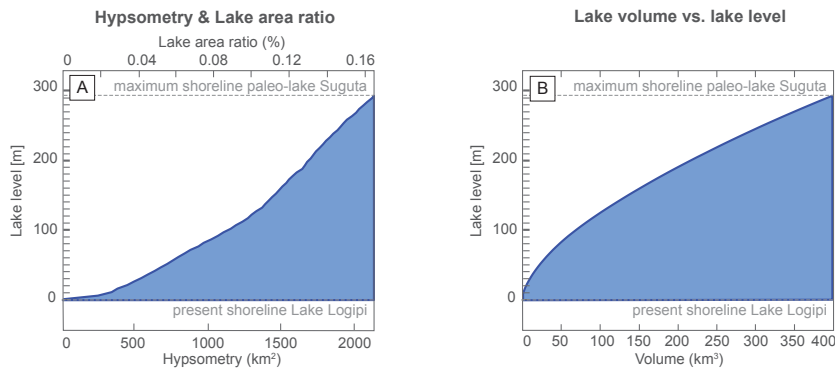 Hypsometry & Lake area ratio
Lake area ratio (%)
0 0.04 0.08 0.12 0.16
A
maximum shoreline paleo-lake Suguta
300
200
100
0
Lake level [m]
present shoreline Lake Logipi
0 500 1000 1500 2000
Hypsometry (km²)
Lake volume vs. lake level
B
maximum shoreline paleo-lake Suguta
300
200
100
0
Lake level [m]
present shoreline Lake Logipi
0 50 100 150 200 250 300 350 400
Volume (km³)